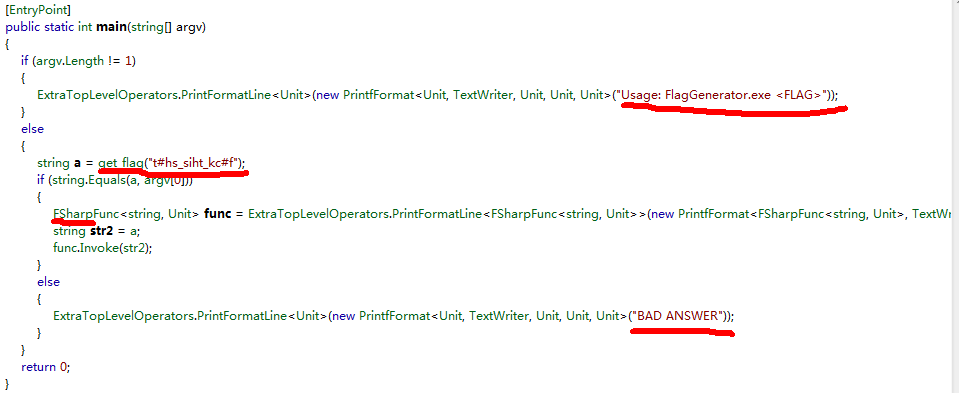 [EntryPoint]
public static int main(string[] argv)
{
if (argv.Length != 1)
{
ExtraTopLevelOperators.PrintFormatLine<Unit>(new PrintfFormat<Unit, TextWriter, Unit, Unit, Unit>("Usage: FlagGenerator.exe <FLAG>"));
}
else
{
string a = get_flag("t#hs_siht_kc#f");
if (string.Equals(a, argv[0]))
{
FSharpFunc<string, Unit> func = ExtraTopLevelOperators.PrintFormatLine<FSharpFunc<string, Unit>>(new PrintfFormat<FSharpFunc<string, Unit>, TextWr
string str2 = a;
func.Invoke(str2);
}
else
{
ExtraTopLevelOperators.PrintFormatLine<Unit>(new PrintfFormat<Unit, TextWriter, Unit, Unit, Unit>("BAD ANSWER"));
}
}
return 0;
}